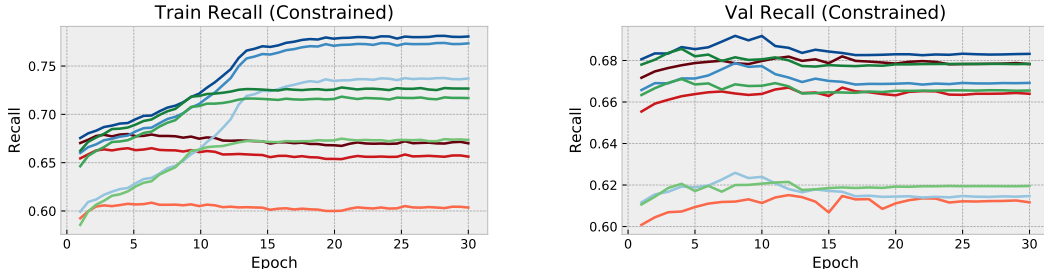 Train Recall (Constrained)
Recall
0.75
0.70
0.65
0.60
0 5 10 15 20 25 30
Epoch
Val Recall (Constrained)
Recall
0.68
0.66
0.64
0.62
0.60
0 5 10 15 20 25 30
Epoch